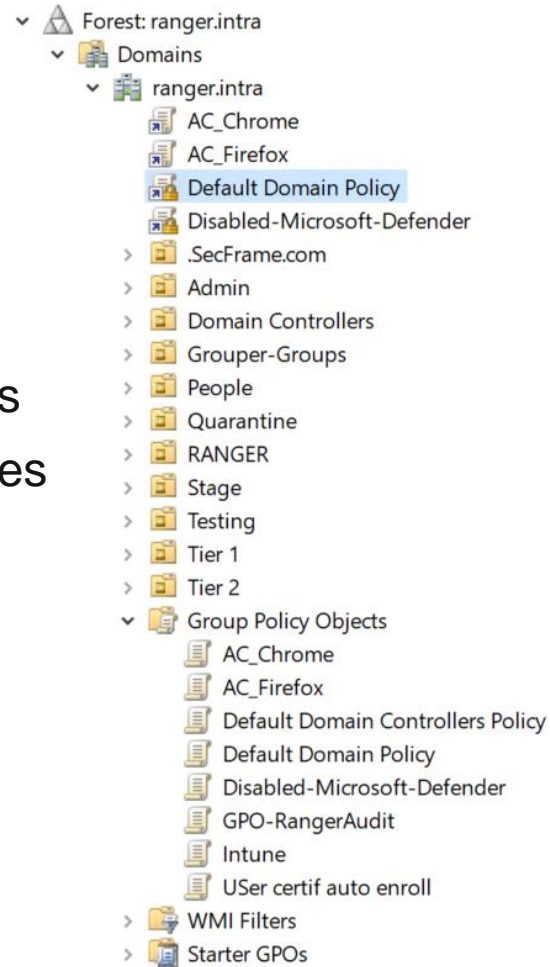 Forest: ranger.intra
Domains
ranger.intra
AC_Chrome
AC_Firefox
Default Domain Policy
Disabled-Microsoft-Defender
.SecFrame.com
Admin
Domain Controllers
Grouper-Groups
People
Quarantine
RANGER
Stage
Testing
Tier 1
Tier 2
Group Policy Objects
AC_Chrome
AC_Firefox
Default Domain Controllers Policy
Default Domain Policy
Disabled-Microsoft-Defender
GPO-RangerAudit
Intune
USer certif auto enroll
WMI Filters
Starter GPOs
s
es